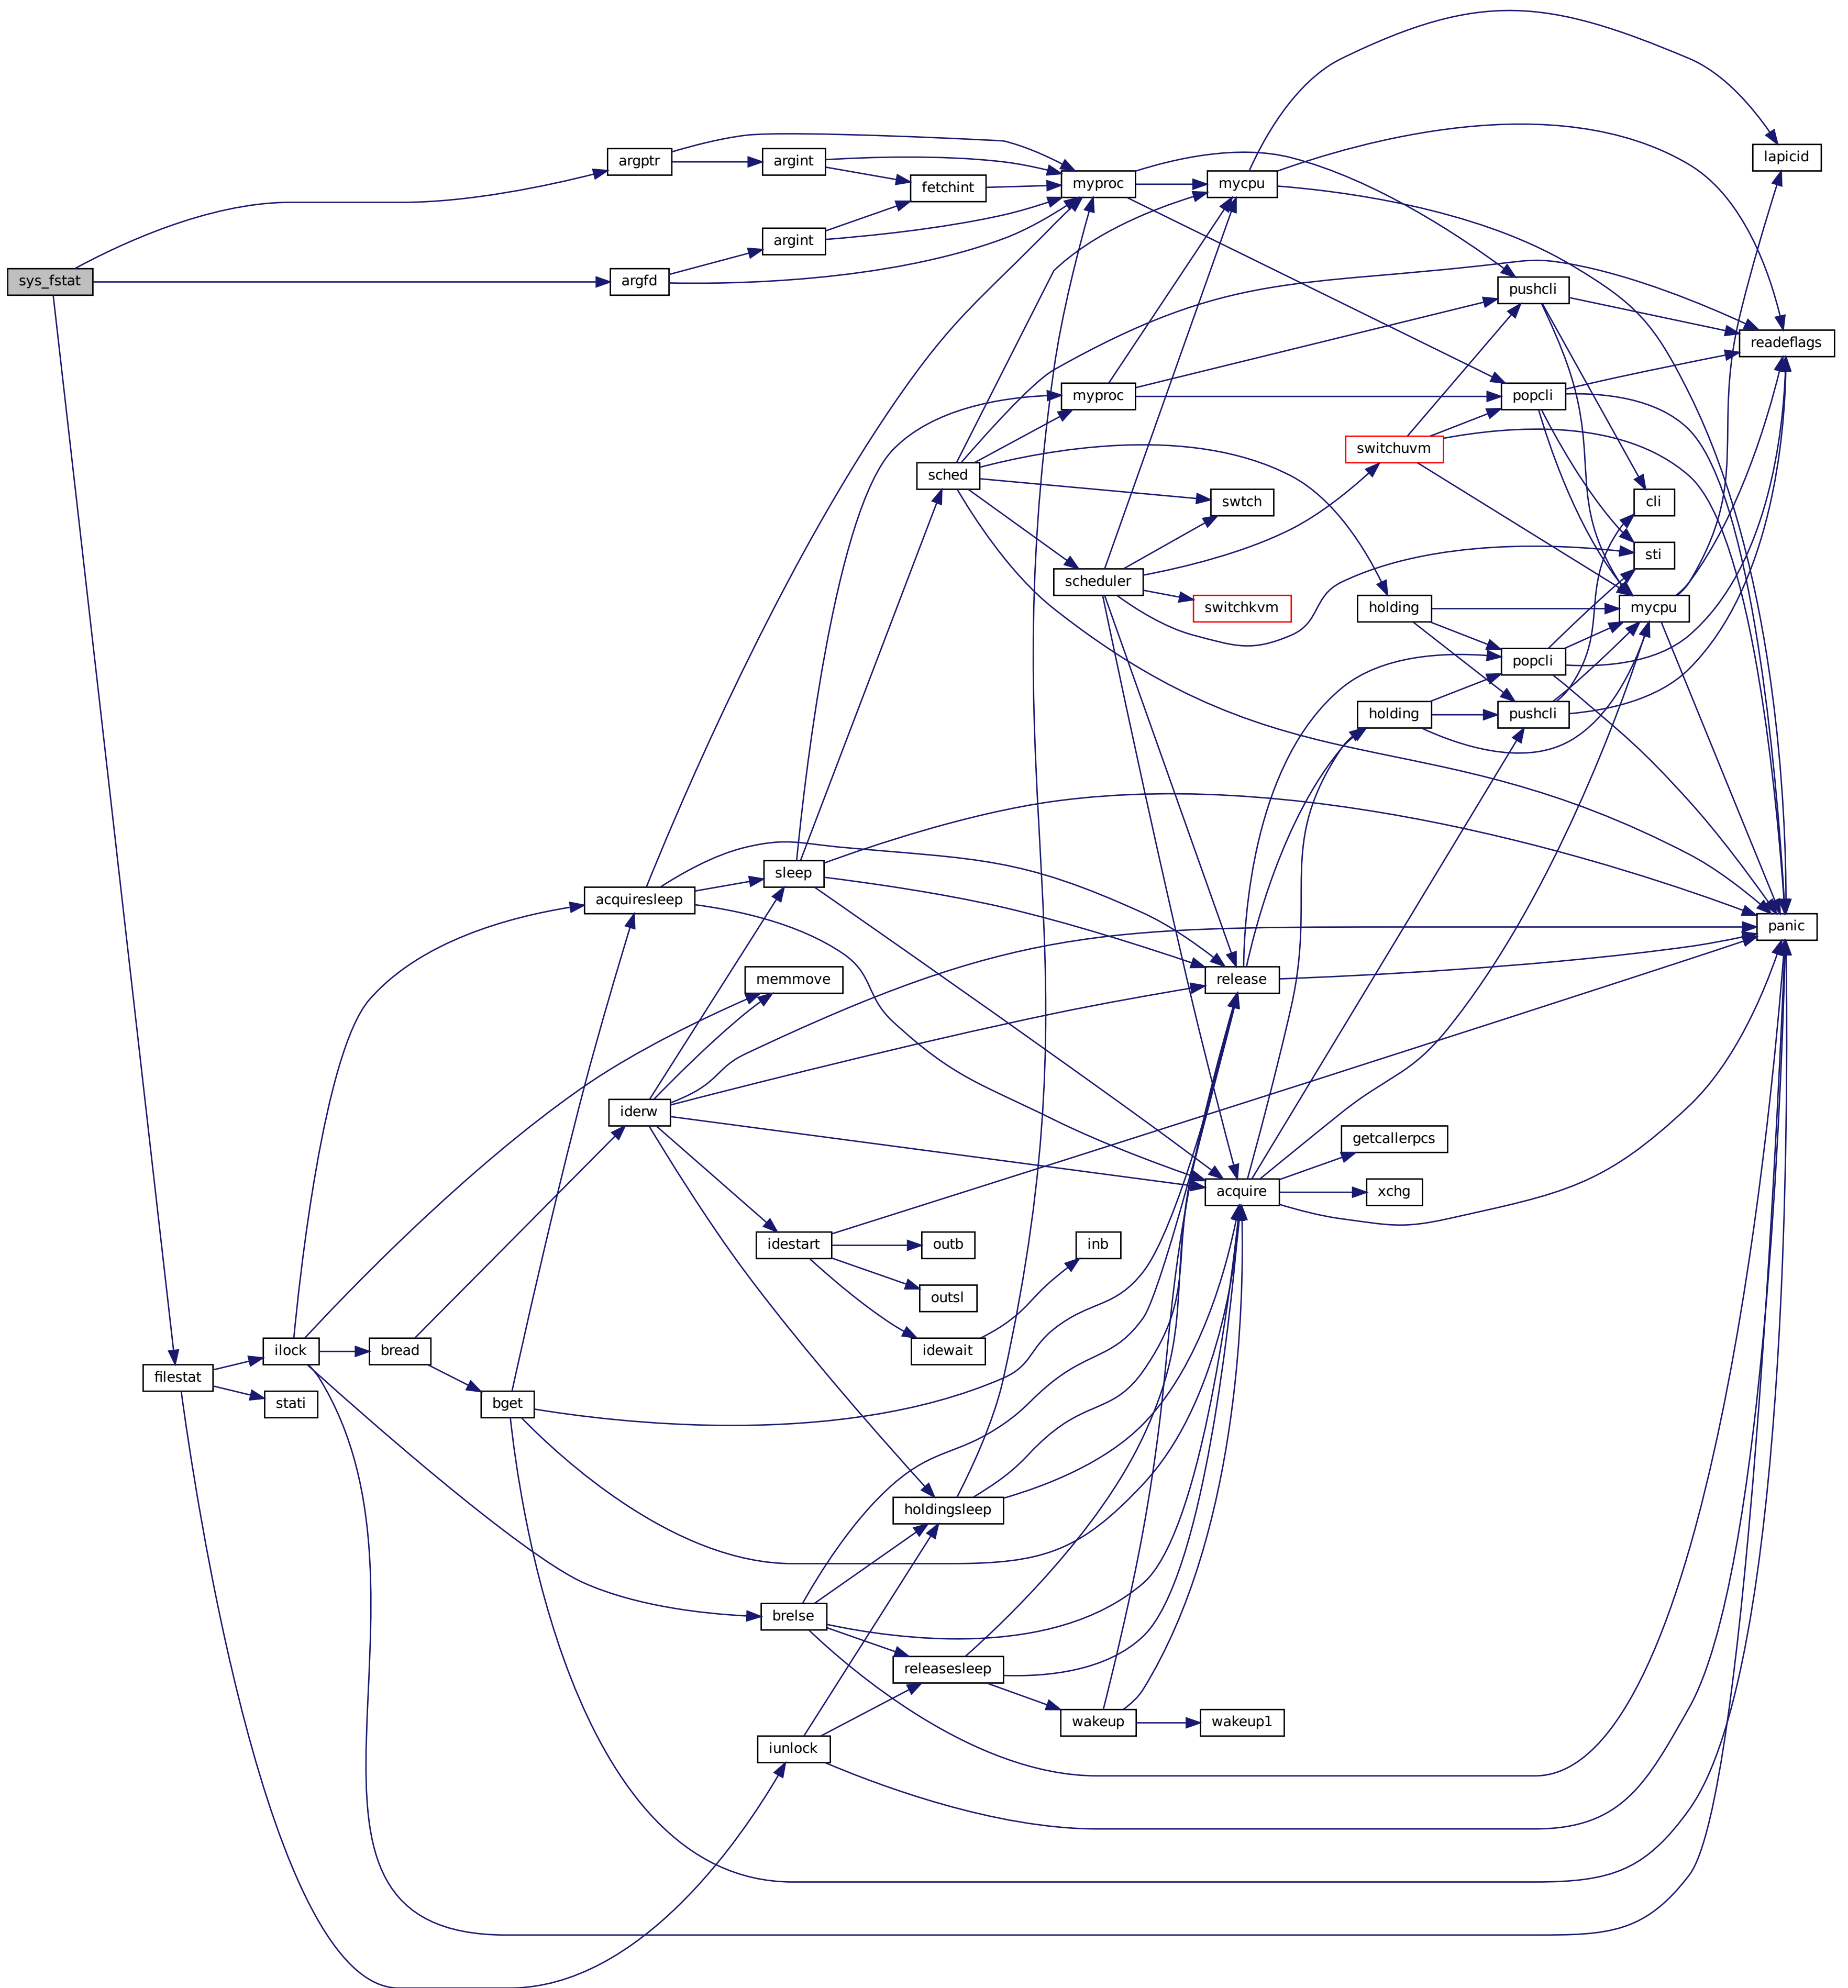 lapicid
argptr
argint
myproc
mycpu
fetchint
argint
sys_fstat
argfd
pushcli
readeflags
myproc
popcli
switchuvm
sched
swtch
cli
sti
scheduler
switchkvm
holding
mycpu
popcli
holding
pushcli
sleep
acquiresleep
panic
memmove
release
iderw
getcallerpcs
acquire
xchg
idestart
outb
inb
outsl
ilock
bread
idewait
filestat
stati
bget
holdingsleep
brelse
releasesleep
wakeup
wakeup1
iunlock